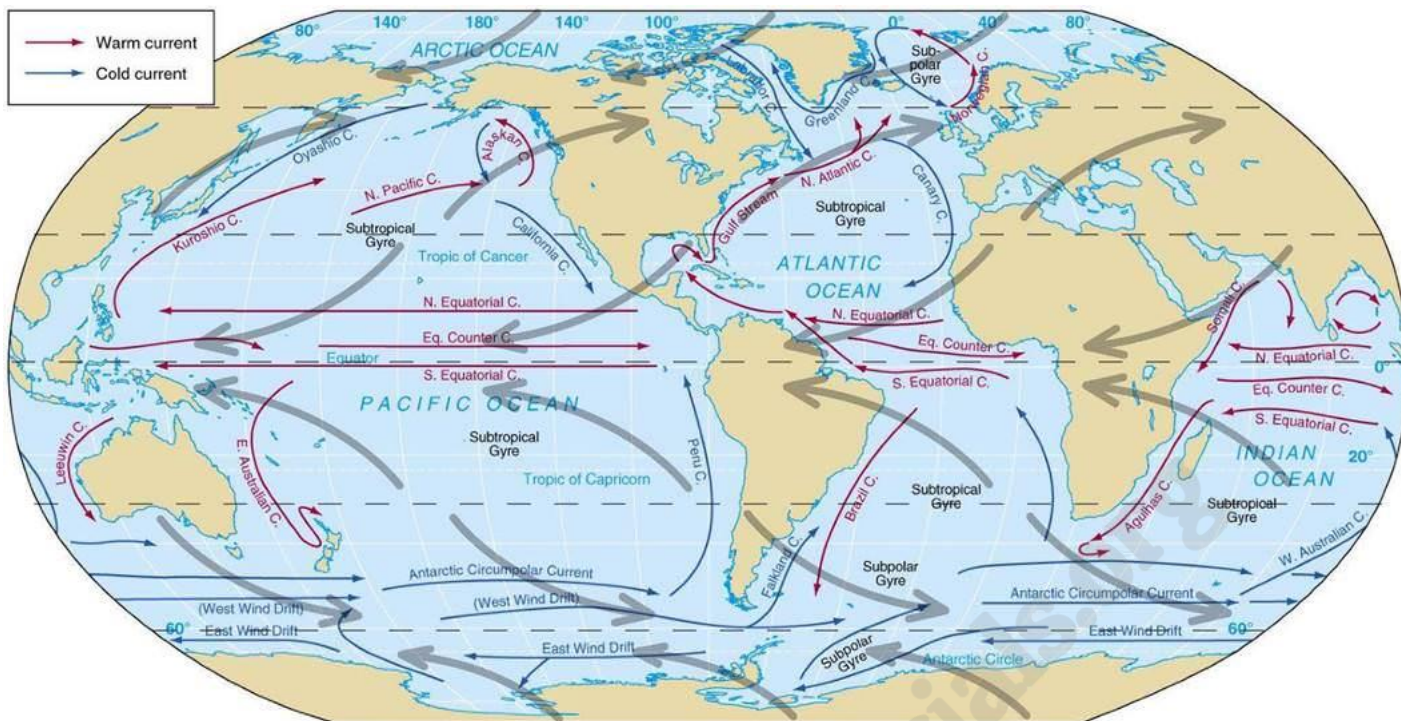 80° 140° 180° 140° 100° 0° 40° 80°
Warm current
Cold current
ARCTIC OCEAN
Sub-
polar
Gyre
Labrador C.
Greenland C.
Norwegian C.
Oyashio C.
Alaskan C.
N. Pacific C.
N. Atlantic C.
Canary C.
Kuroshio C.
Subtropical
Gyre
California C.
Gulf Stream
Subtropical
Gyre
Tropic of Cancer
ATLANTIC
OCEAN
N. Equatorial C.
N. Equatorial C.
Somali C.
Eq. Counter C.
Eq. Counter C.
N. Equatorial C.
Equator
0°
S. Equatorial C.
S. Equatorial C.
Eq. Counter C.
PACIFIC OCEAN
S. Equatorial C.
Leeuwin C.
E. Australian C.
Subtropical
Gyre
Peru C.
INDIAN
OCEAN
20°
Tropic of Capricorn
Brazil C.
Subtropical
Gyre
Agulhas C.
Subtropical
Gyre
W. Australian C.
Falkland C.
Subpolar
Gyre
Antarctic Circumpolar Current
Antarctic Circumpolar Current
(West Wind Drift)
(West Wind Drift)
60°
East Wind Drift
East Wind Drift
60°
East Wind Drift
Subpolar
Gyre
Antarctic Circle